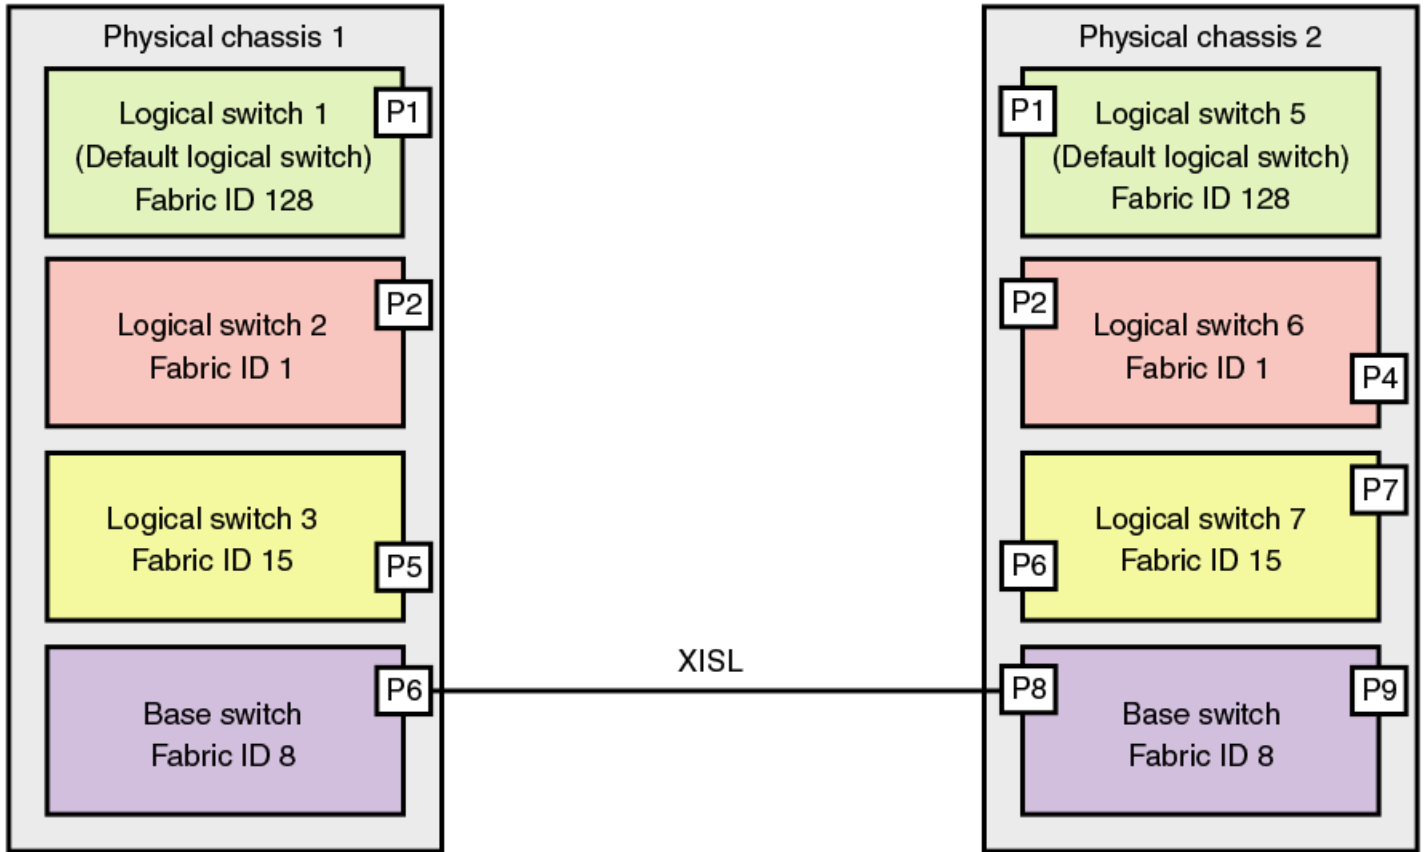 Physical chassis 1
Logical switch 1
(Default logical switch)
Fabric ID 128
P1
Logical switch 2
Fabric ID 1
P2
Logical switch 3
Fabric ID 15
P5
Base switch
Fabric ID 8
P6
XISL
Physical chassis 2
P1
Logical switch 5
(Default logical switch)
Fabric ID 128
P2
Logical switch 6
Fabric ID 1
P4
P7
Logical switch 7
Fabric ID 15
P6
P8
Base switch
Fabric ID 8
P9